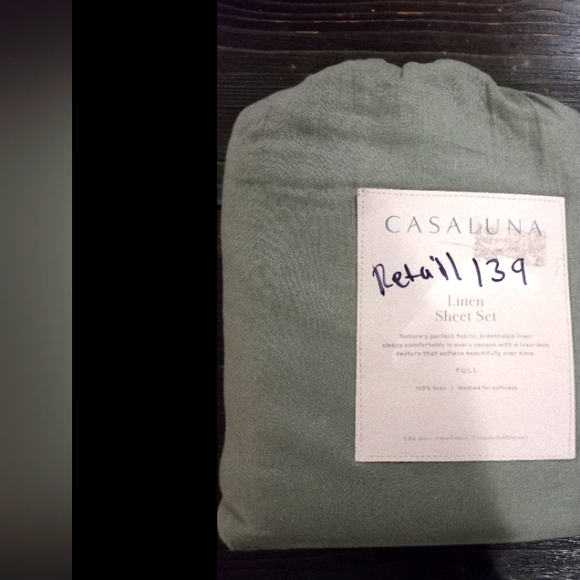 CASALUNA
Retail 139
Linen
Sheet Set
Nature's perfect fabric, breathable linen
sleeps comfortably in every season with a luxurious
texture that softens beautifully over time.
FULL
100% linen | Washed for softness